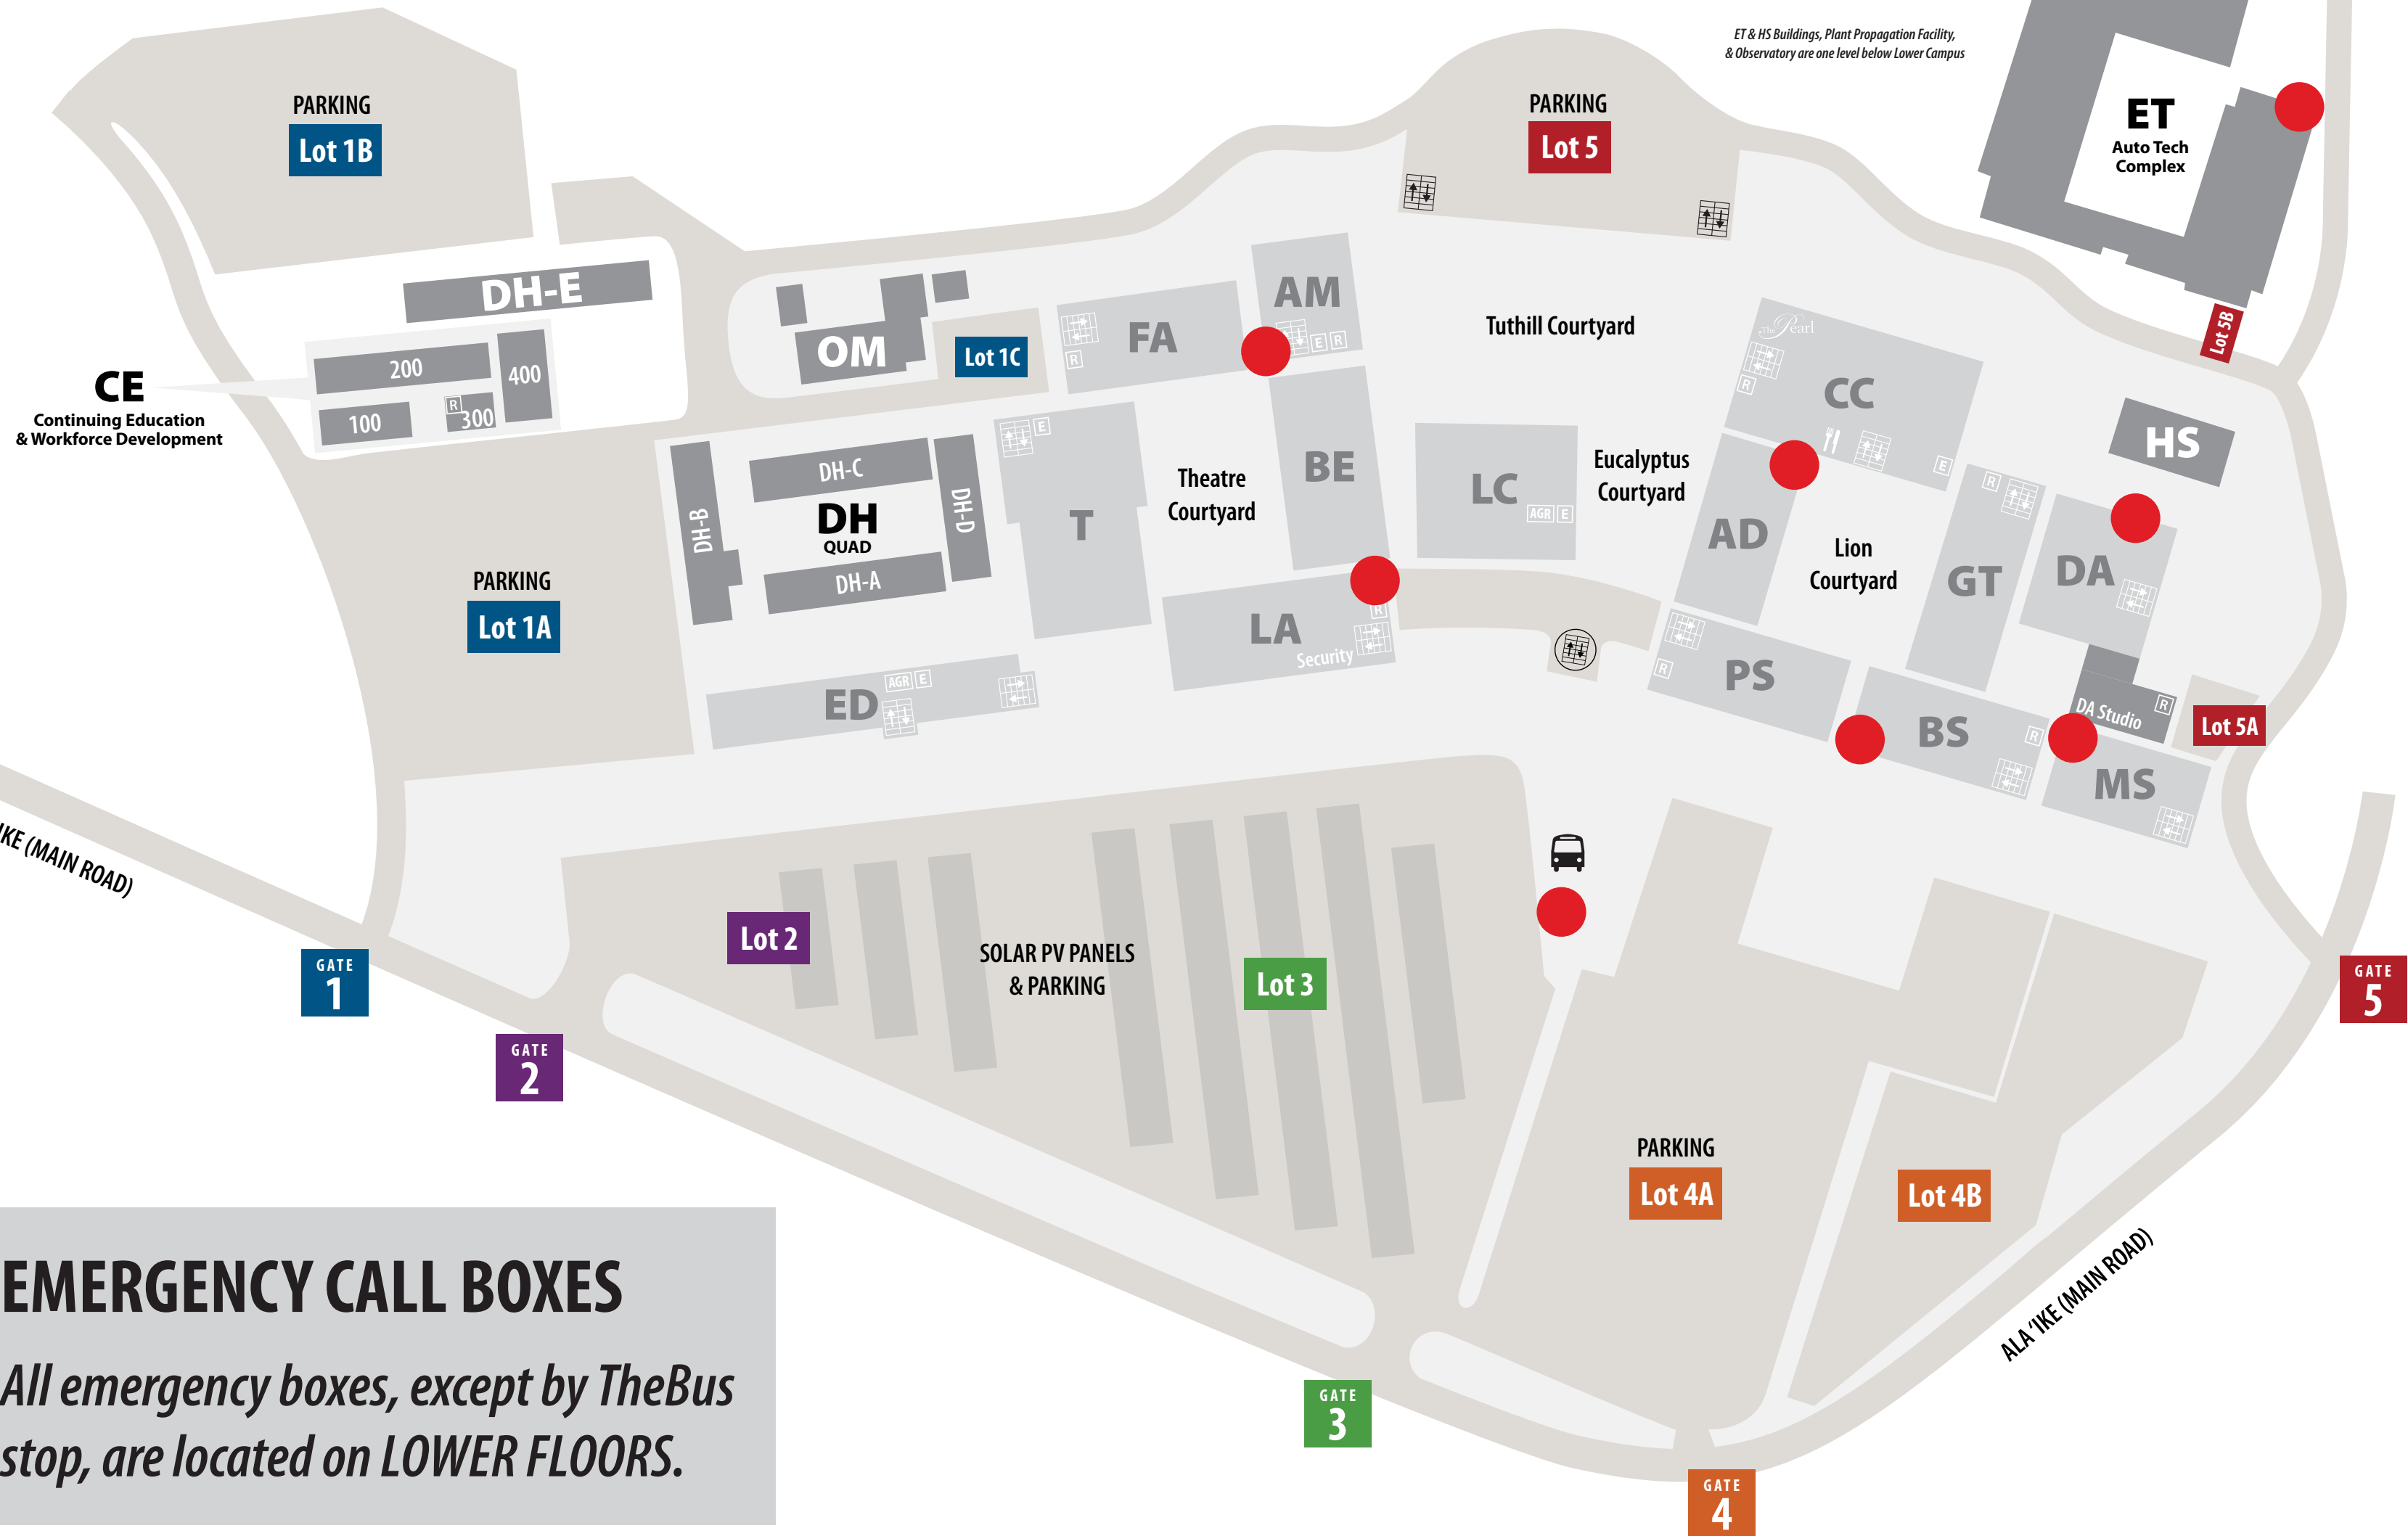 ET & HS Buildings, Plant Propagation Facility,
& Observatory are one level below Lower Campus
PARKING
Lot 1B
PARKING
Lot 5
ET
Auto Tech
Complex
DH-E
AM
E R
Tuthill Courtyard
The Pearl
Lot 5B
OM
Lot 1C
FA
R
200
400
CE
Continuing Education
& Workforce Development
100
R
300
R
CC
E
HS
DH-C
DH-B
DH
QUAD
DH-D
DH-A
E
T
Theatre
Courtyard
BE
LC
AGR E
Eucalyptus
Courtyard
AD
Lion
Courtyard
R
GT
DA
PARKING
Lot 1A
LA
R
Security
R
PS
ED
AGR E
BS
R
DA Studio
R
Lot 5A
MS
IKE (MAIN ROAD)
Lot 2
SOLAR PV PANELS
& PARKING
Lot 3
GATE
1
GATE
2
GATE
5
PARKING
Lot 4A
Lot 4B
ALA ‘IKE (MAIN ROAD)
GATE
3
GATE
4
EMERGENCY CALL BOXES
All emergency boxes, except by TheBus
stop, are located on LOWER FLOORS.